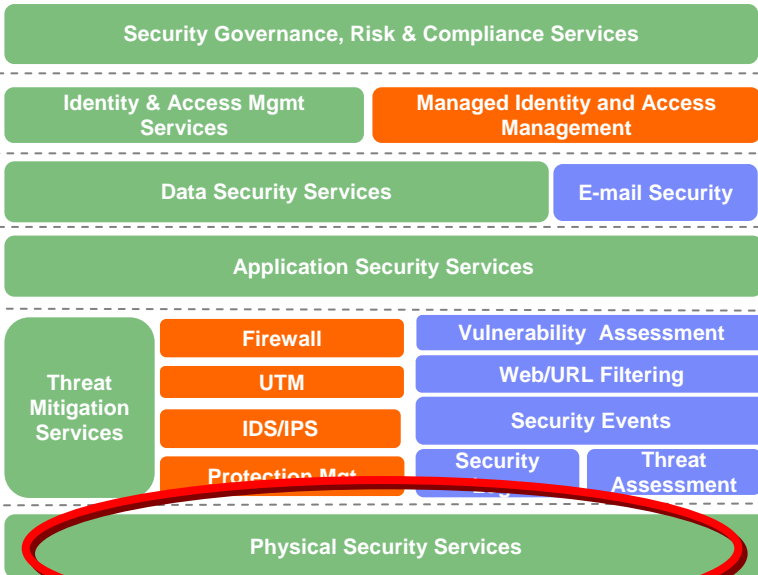 Security Governance, Risk & Compliance Services
Identity & Access Mgmt
Services
Managed Identity and Access
Management
Data Security Services
E-mail Security
Application Security Services
Threat
Mitigation
Services
Firewall
UTM
IDS/IPS
Protection Mgt
Vulnerability Assessment
Web/URL Filtering
Security Events
Security
Threat
Assessment
Physical Security Services